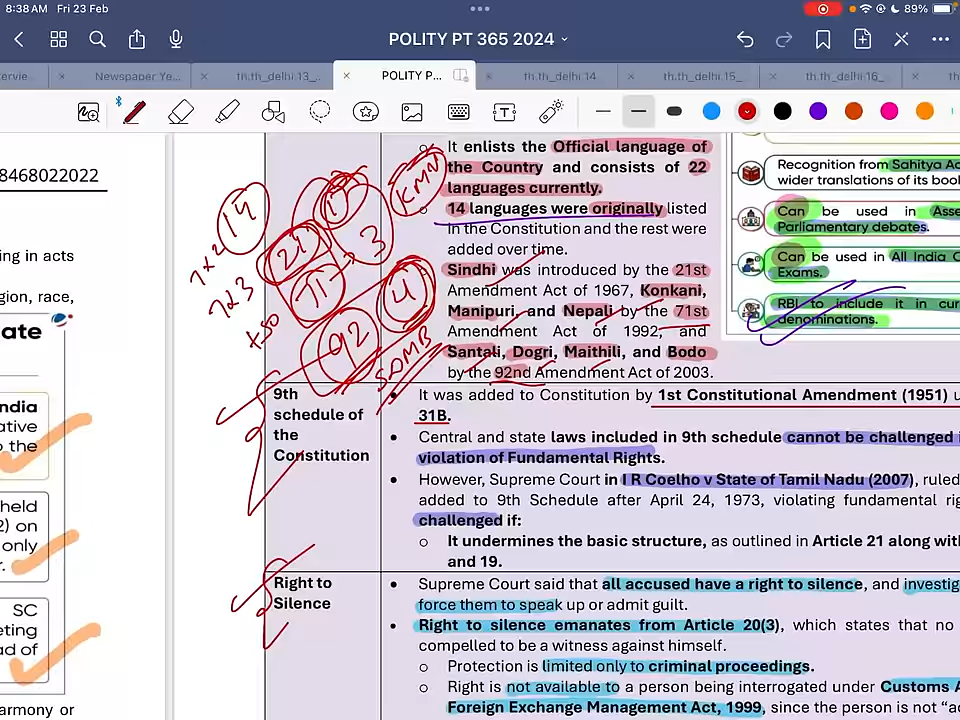 8:38 AM Fri 23 Feb
89%
POLITY PT 365 2024
ervie
Newspaper Ye...
th.th_delhi.13_...
POLITY P...
th.th_delhi.14
th.th_delhi.15_...
th.th_delhi.16_
th
8468022022
ng in acts
gion, race,
ate
India
ative
o the
held
2) on
only
r.
SC
eting
ad of
armony or
14
1
3
KMN
7x2
21
7x3
71
4
+50
92
SDMB
It enlists the Official language of
the Country and consists of 22
languages currently.
14 languages were originally listed
in the Constitution and the rest were
added over time.
Sindhi was introduced by the 21st
Amendment Act of 1967, Konkani,
Manipuri, and Nepali by the 71st
Amendment Act of 1992, and
Santali, Dogri, Maithili, and Bodo
by the 92nd Amendment Act of 2003.
Recognition from Sahitya Ac
wider translations of its book
Can be used in Asse
Parliamentary debates.
Can be used in All India C
Exams.
RBI to include it in cur
denominations.
9th
schedule of
the
Constitution
• It was added to Constitution by 1st Constitutional Amendment (1951) u
31B.
• Central and state laws included in 9th schedule cannot be challenged i
violation of Fundamental Rights.
• However, Supreme Court in I R Coelho v State of Tamil Nadu (2007), ruled
added to 9th Schedule after April 24, 1973, violating fundamental rig
challenged if:
o It undermines the basic structure, as outlined in Article 21 along wit
and 19.
Right to
Silence
• Supreme Court said that all accused have a right to silence, and investig
force them to speak up or admit guilt.
• Right to silence emanates from Article 20(3), which states that no
compelled to be a witness against himself.
o Protection is limited only to criminal proceedings.
o Right is not available to a person being interrogated under Customs A
Foreign Exchange Management Act, 1999, since the person is not "ac